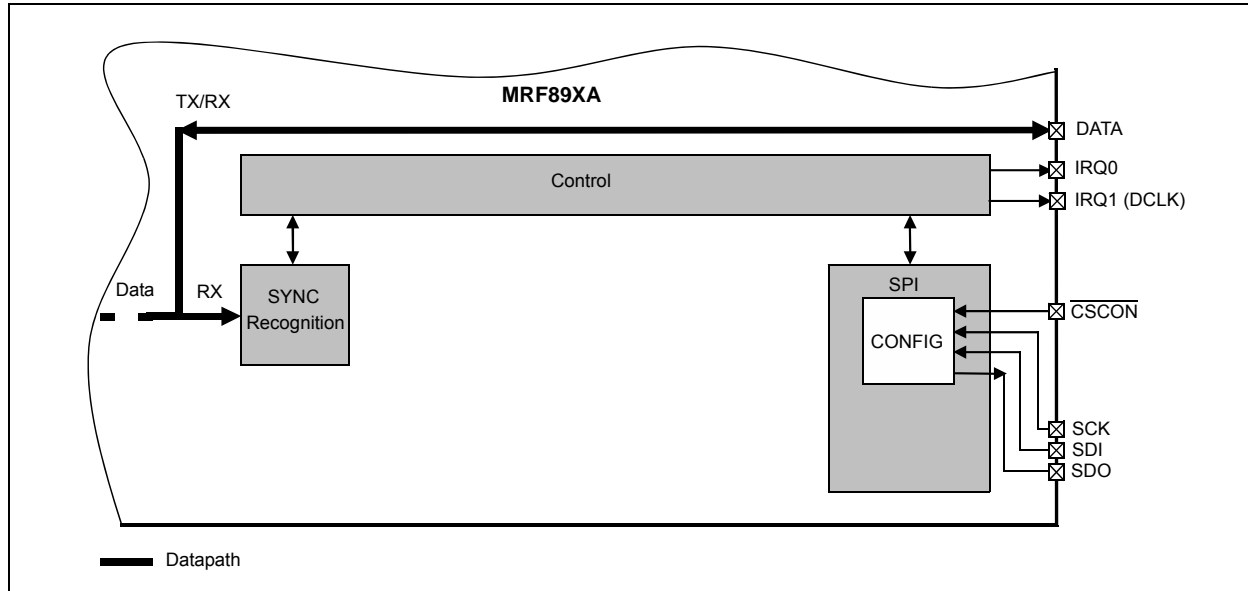 MRF89XA
TX/RX
DATA
Control
IRQ0
IRQ1 (DCLK)
Data
RX
SYNC
Recognition
SPI
CONFIG
CSCON
SCK
SDI
SDO
Datapath